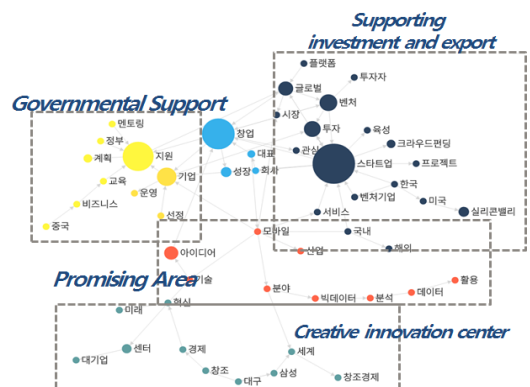 Supporting
investment and export
플랫폼
투자자
글로벌
벤처
Governmental Support
시장
멘토링
창업
투자
육성
정부
크라우드펀딩
계획
지원
대표
관심
스타트업
프로젝트
성장
회사
교육
기업
한국
운영
벤처기업
미국
비즈니스
선정
서비스
실리콘밸리
중국
모바일
국내
아이디어
산업
해외
Promising Area
기술
활용
분야
데이터
빅데이터
분석
혁신
미래
Creative innovation center
센터
경제
세계
대기업
창조
삼성
창조경제
대구